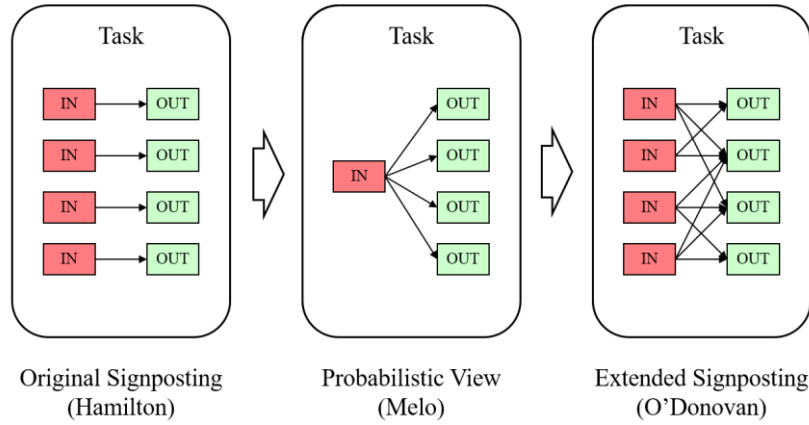 Task
IN OUT
IN OUT
IN OUT
IN OUT
Original Signposting
(Hamilton)
Task
OUT
OUT
IN
OUT
OUT
Probabilistic View
(Melo)
Task
IN OUT
IN OUT
IN OUT
IN OUT
Extended Signposting
(O’Donovan)